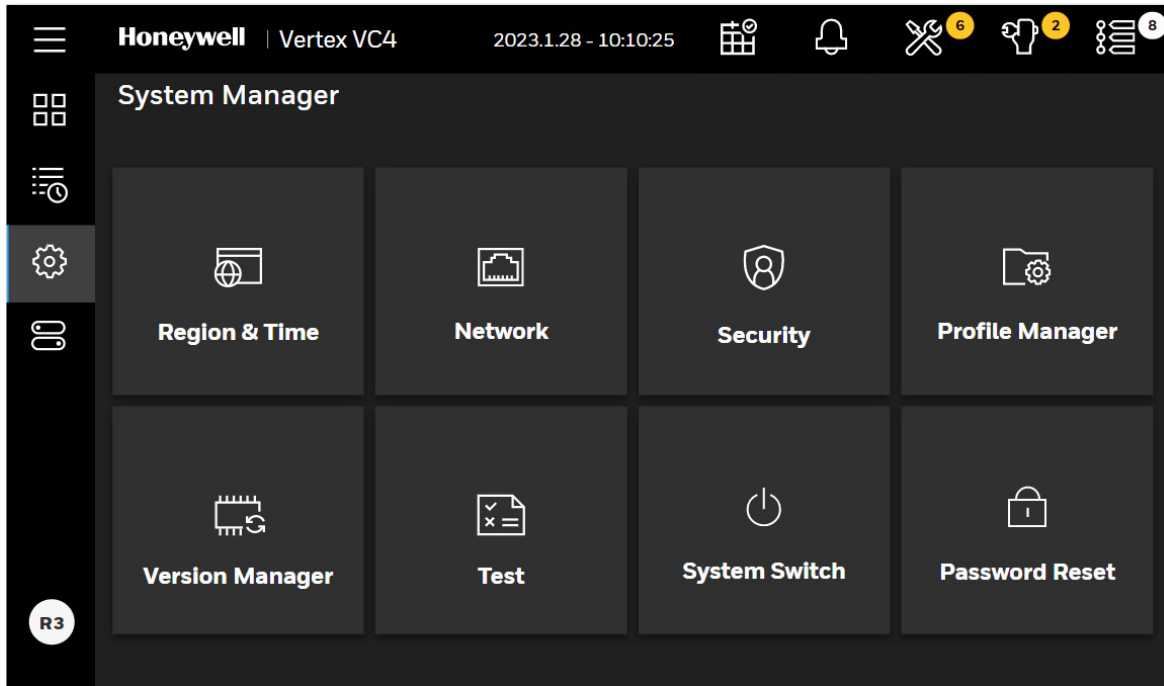 Honeywell | Vertex VC4 2023.1.28 - 10:10:25 6 2 8
System Manager
Region & Time Network Security Profile Manager
Version Manager Test System Switch Password Reset
R3